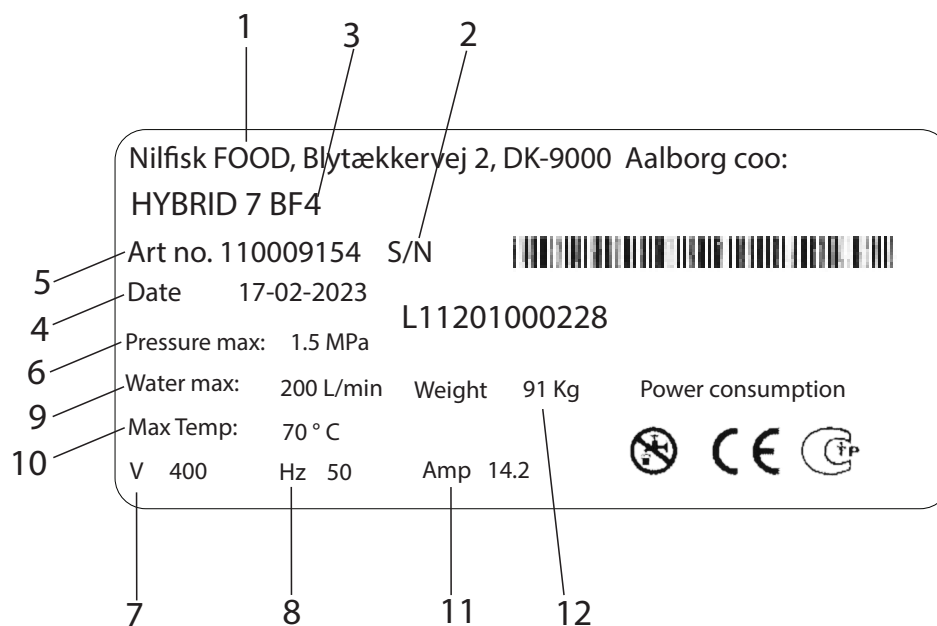 1 3 2
Nilfisk FOOD, Blytækkervej 2, DK-9000 Aalborg coo:
HYBRID 7 BF4
5 Art no. 110009154 S/N
4 Date 17-02-2023
L11201000228
6 Pressure max: 1.5 MPa
9 Water max: 200 L/min Weight 91 Kg Power consumption
10 Max Temp: 70 ° C
V 400 Hz 50 Amp 14.2
CE
CTP
7 8 11 12